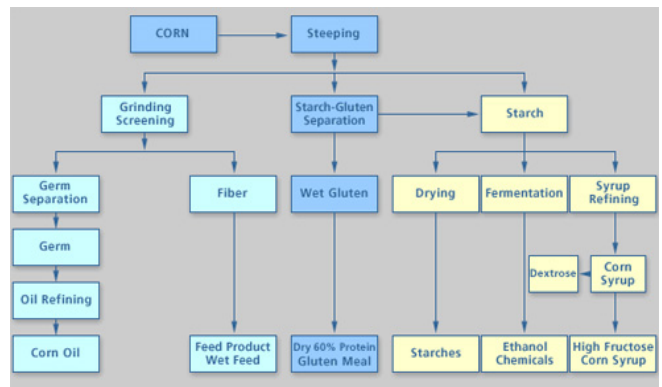 CORN
Steeping
Grinding
Screening
Starch-Gluten
Separation
Starch
Germ
Separation
Fiber
Wet Gluten
Drying
Fermentation
Syrup
Refining
Germ
Dextrose
Corn
Syrup
Oil Refining
Corn Oil
Feed Product
Wet Feed
Dry 60% Protein
Gluten Meal
Starches
Ethanol
Chemicals
High Fructose
Corn Syrup